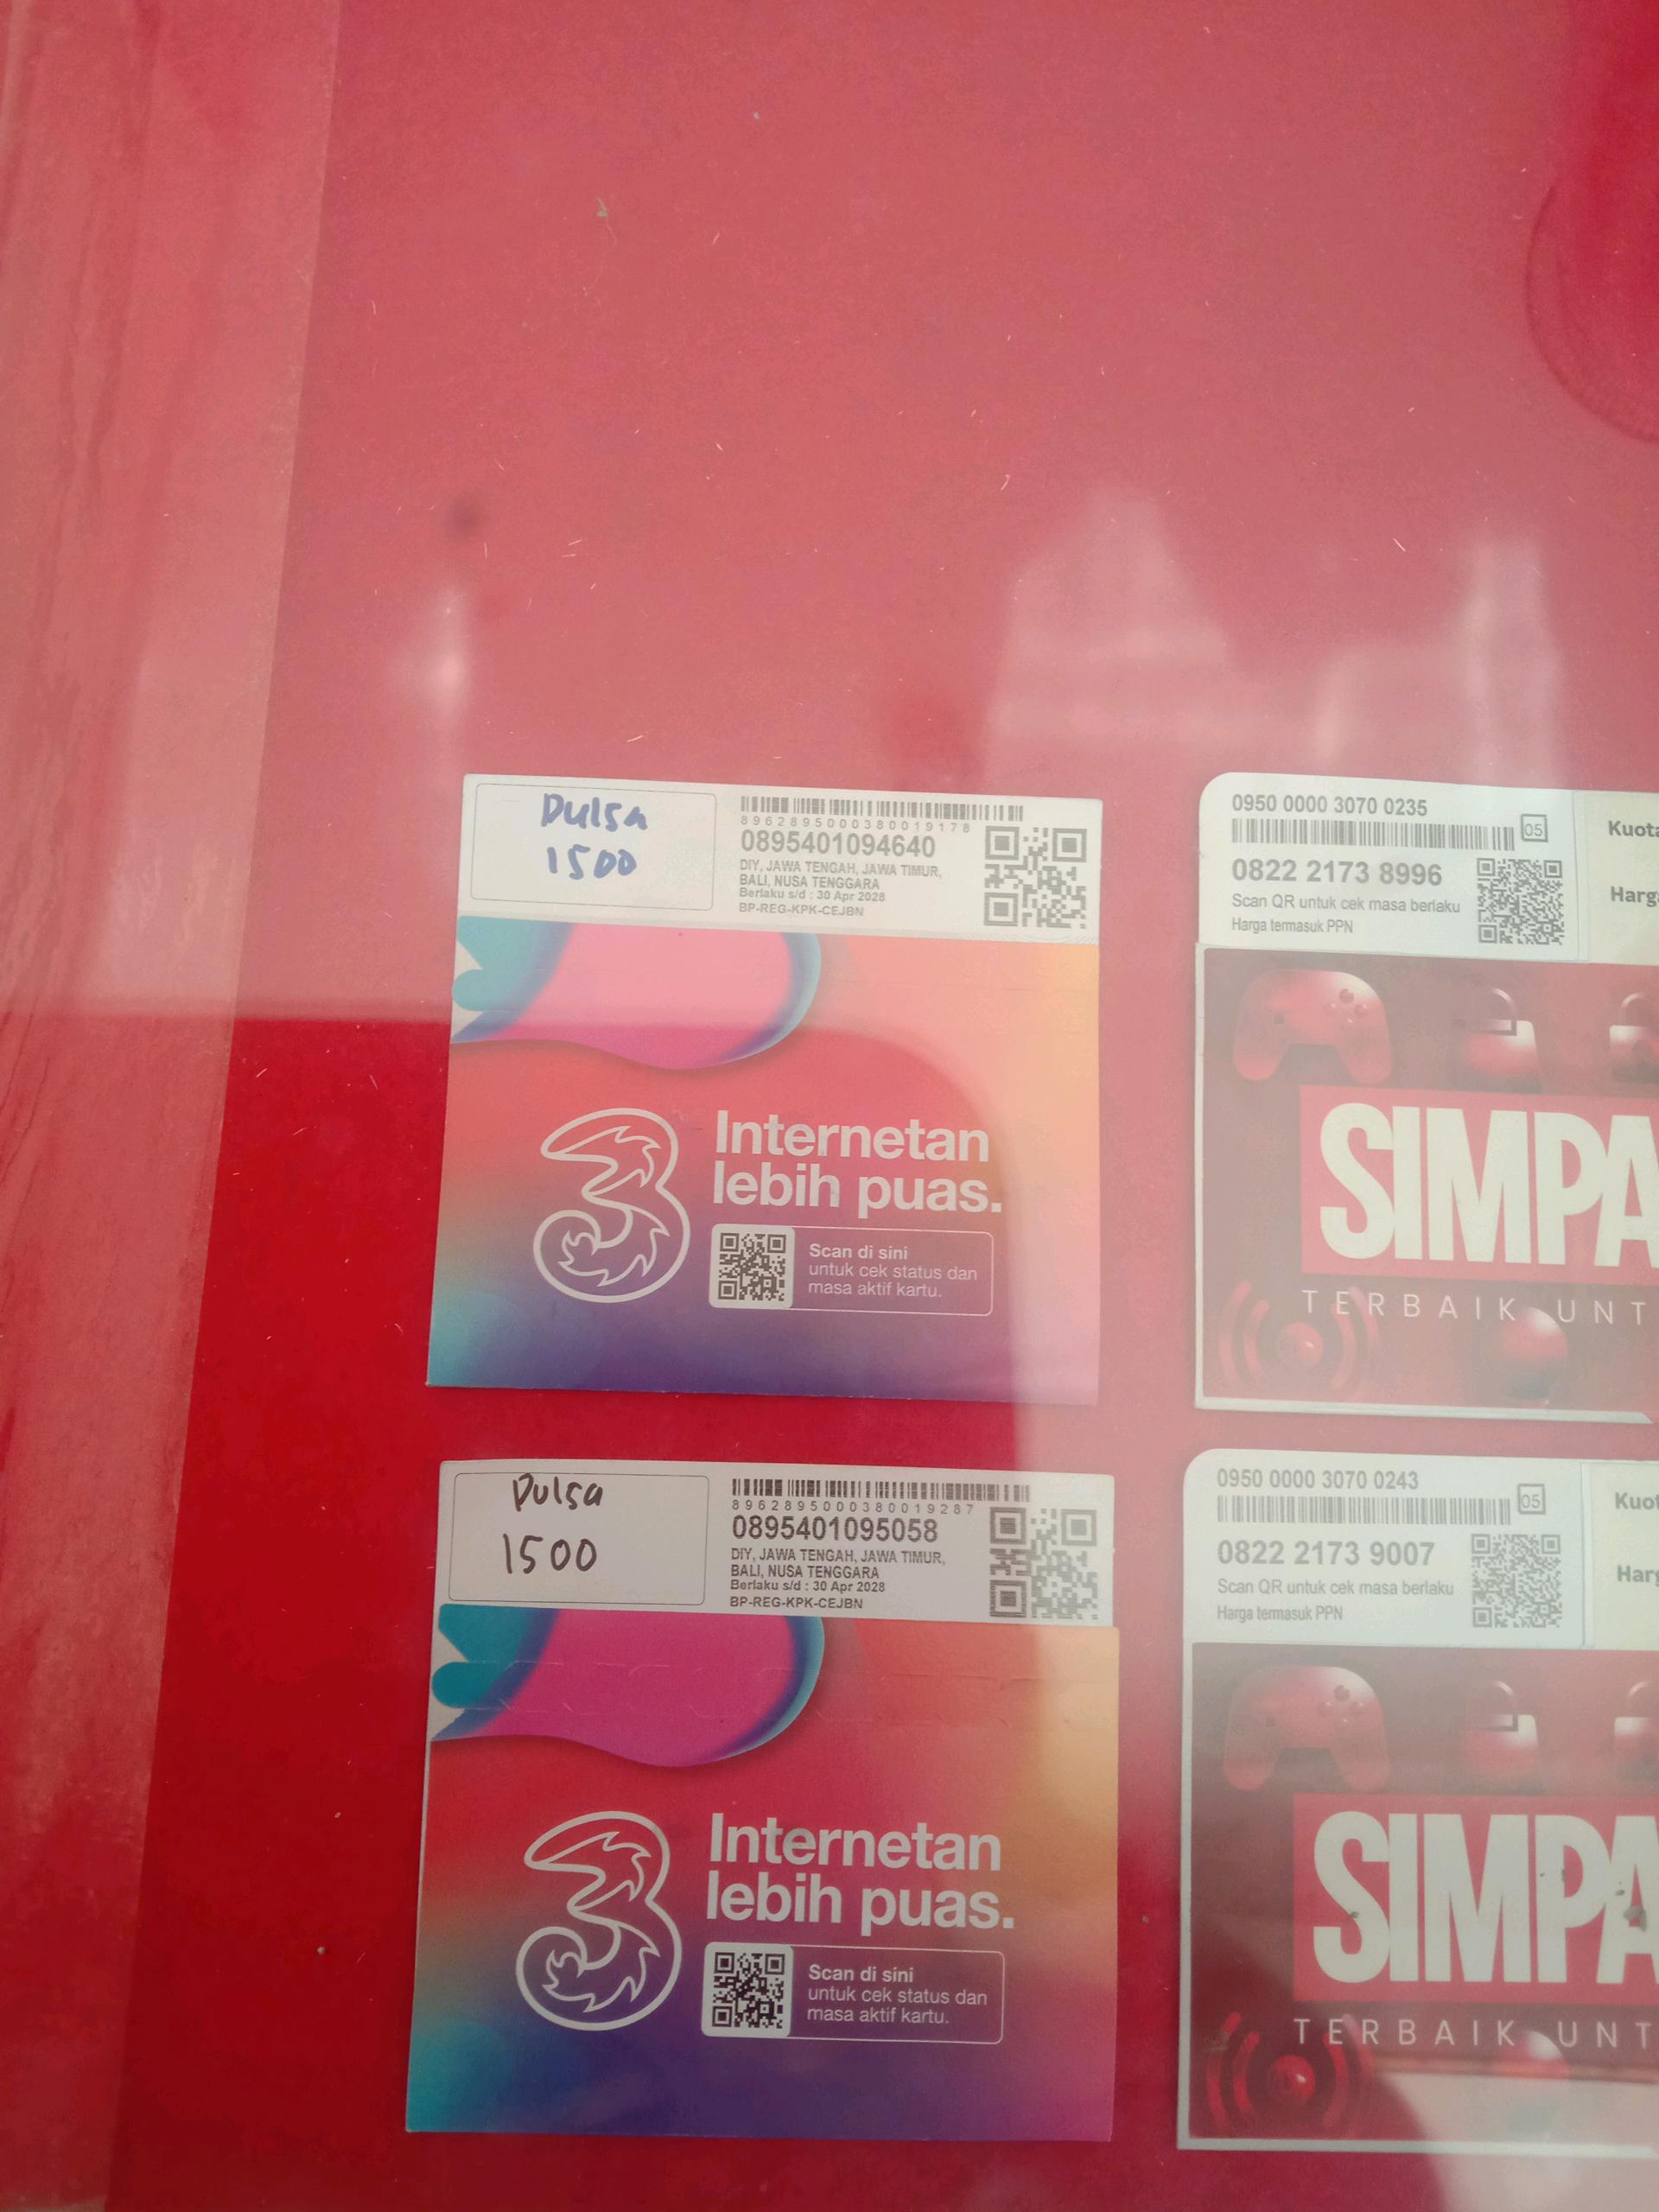 Pulsa
1500
8962895000380019178
0895401094640
DIY, JAWA TENGAH, JAWA TIMUR,
BALI, NUSA TENGGARA
Berlaku s/d : 30 Apr 2028
BP-REG-KPK-CEJBN
3
Internetan
lebih puas.
Scan di sini
untuk cek status dan
masa aktif kartu.
0950 0000 3070 0235
05
0822 2173 8996
Scan QR untuk cek masa berlaku
Harga termasuk PPN
Kuota
Harg
SIMPA
TERBAIK UNT
Pulsa
1500
8962895000380019287
0895401095058
DIY, JAWA TENGAH, JAWA TIMUR,
BALI, NUSA TENGGARA
Berlaku s/d : 30 Apr 2028
BP-REG-KPK-CEJBN
3
Internetan
lebih puas.
Scan di sini
untuk cek status dan
masa aktif kartu.
0950 0000 3070 0243
05
0822 2173 9007
Scan QR untuk cek masa berlaku
Harga termasuk PPN
Kuot
Harg
SIMPA
TERBAIK UNT